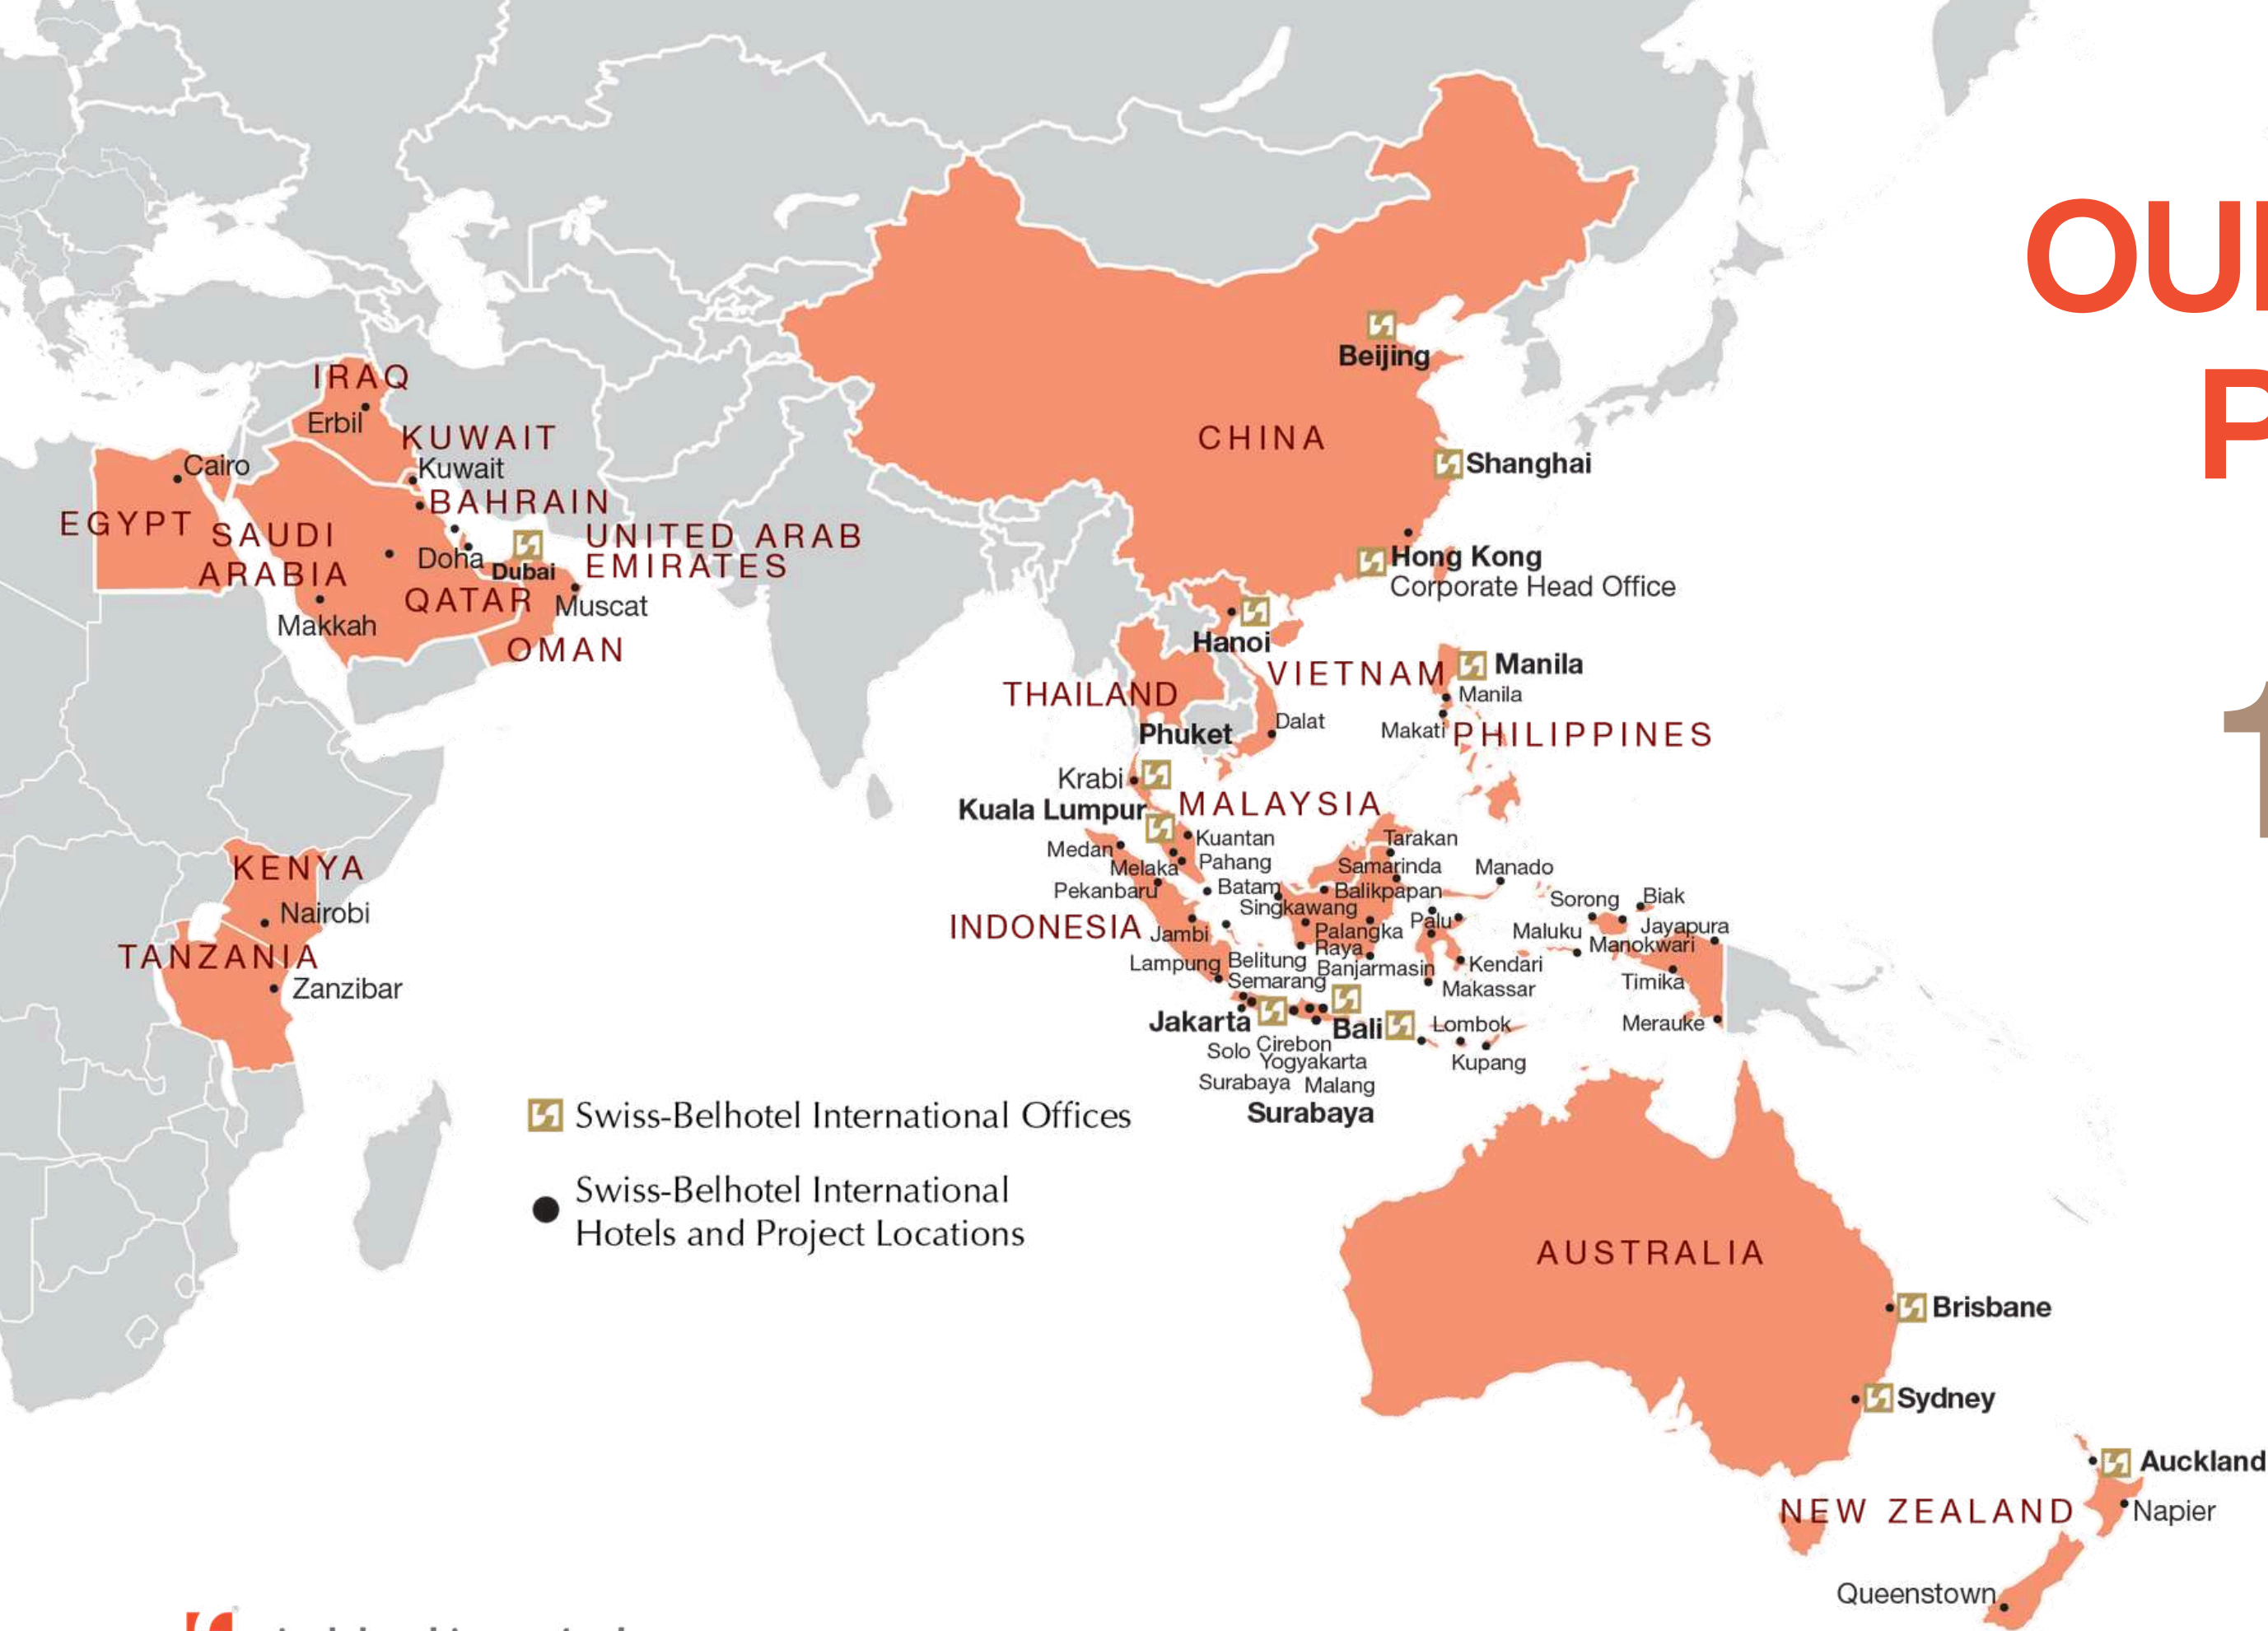 OU
P
IRAQ
Erbil
KUWAIT
Kuwait
Cairo
BAHRAIN
EGYPT
SAUDI
ARABIA
UNITED ARAB
EMIRATES
Doha
Dubai
QATAR
Muscat
Makkah
OMAN
Beijing
CHINA
Shanghai
Hong Kong
Corporate Head Office
Hanoi
VIETNAM
Manila
Manila
THAILAND
Dalat
Makati
PHILIPPINES
Phuket
Krabi
Kuala Lumpur
MALAYSIA
Kuantan
Medan
Melaka
Pahang
Pekanbaru
Batam
Tarakan
Samarinda
Balikpapan
Singkawang
Manado
INDONESIA
Jambi
Palangka
Raya
Palu
Sorong
Biak
Maluku
Jayapura
Manokwari
Lampung
Belitung
Banjarmasin
Kendari
Semarang
Makassar
Timika
Jakarta
Bali
Lombok
Merauke
Solo
Cirebon
Yogyakarta
Kupang
Surabaya
Malang
Surabaya
KENYA
Nairobi
TANZANIA
Zanzibar
Swiss-Belhotel International Offices
Swiss-Belhotel International
Hotels and Project Locations
AUSTRALIA
Brisbane
Sydney
Auckland
NEW ZEALAND
Napier
Queenstown